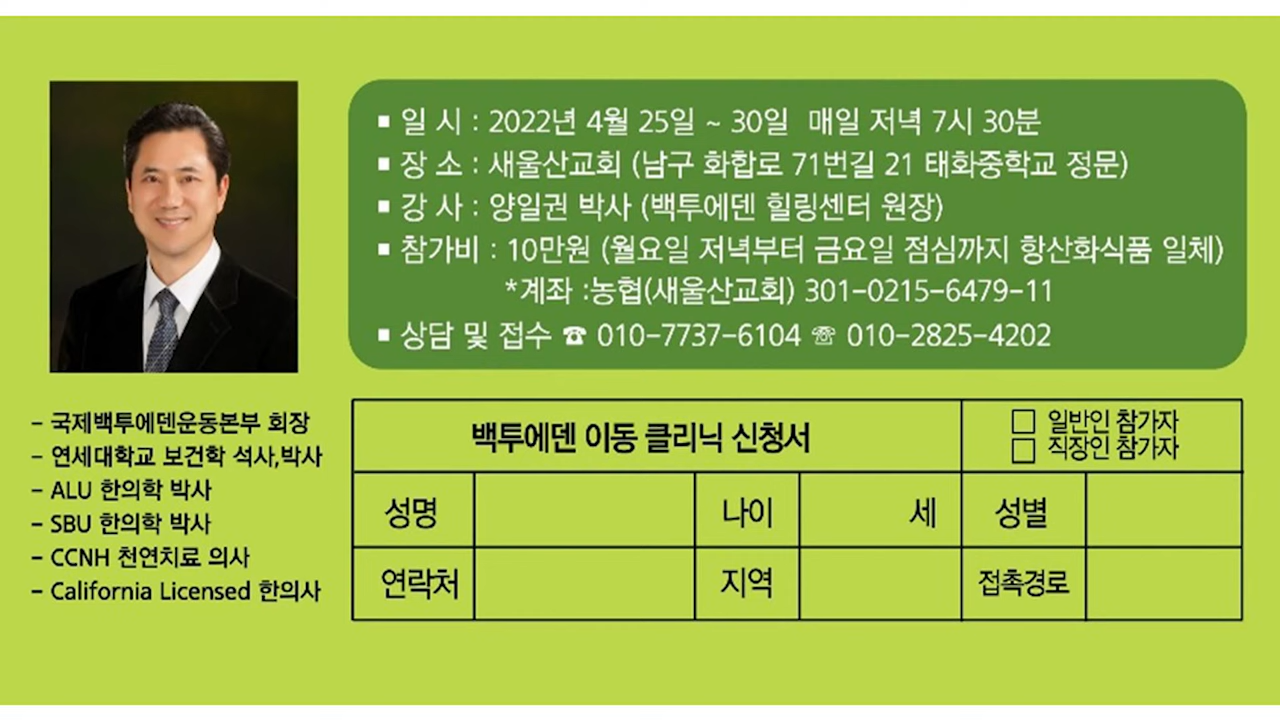 ▪ 일 시 : 2022년 4월 25일 ~ 30일 매일 저녁 7시 30분
▪ 장 소 : 새울산교회 (남구 화합로 71번길 21 태화중학교 정문)
▪ 강 사 : 양일권 박사 (백투에덴 힐링센터 원장)
▪ 참가비 : 10만원 (월요일 저녁부터 금요일 점심까지 항산화식품 일체)
*계좌 :농협(새울산교회) 301-0215-6479-11
▪ 상담 및 접수 ☎ 010-7737-6104 ☏ 010-2825-4202
- 국제백투에덴운동본부 회장
- 연세대학교 보건학 석사,박사
- ALU 한의학 박사
- SBU 한의학 박사
- CCNH 천연치료 의사
- California Licensed 한의사
백투에덴 이동 클리닉 신청서
□ 일반인 참가자
□ 직장인 참가자
성명 나이 세 성별
연락처 지역 접촉경로